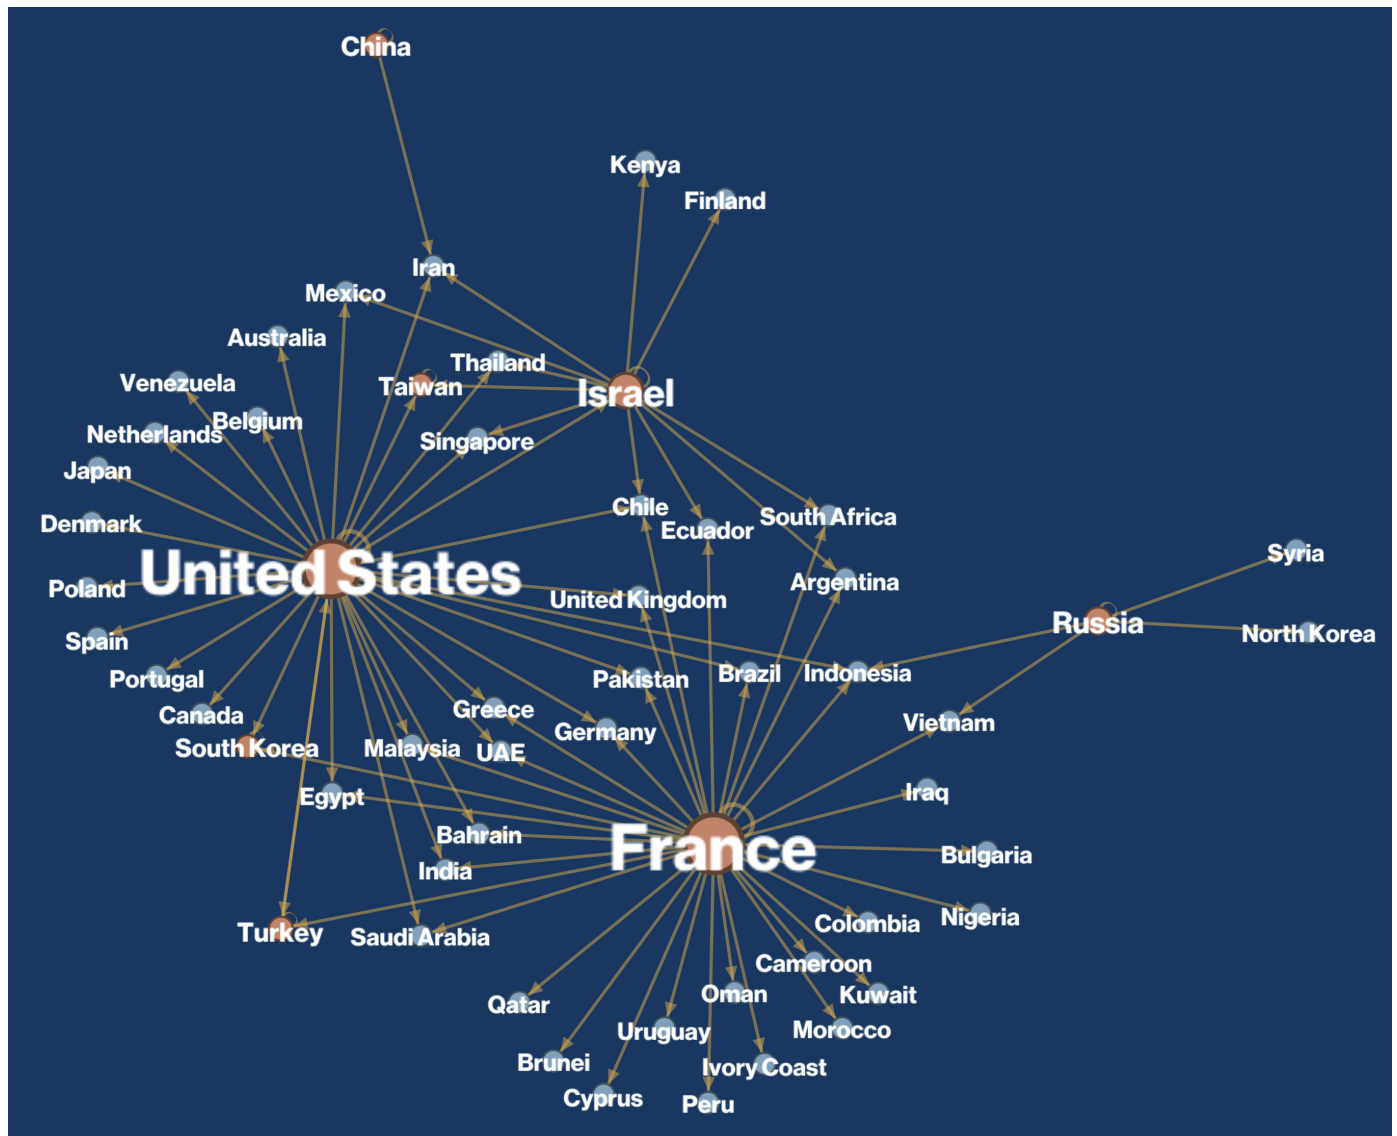 China
Kenya
Finland
Iran
Mexico
Australia
Thailand
Venezuela
Taiwan
Israel
Belgium
Netherlands
Singapore
Japan
Chile
South Africa
Denmark
Ecuador
Syria
United States
Argentina
Poland
United Kingdom
Russia
North Korea
Spain
Portugal
Pakistan
Brazil
Indonesia
Canada
Greece
Vietnam
Germany
South Korea
Malaysia
UAE
Egypt
Iraq
Bahrain
France
Bulgaria
India
Nigeria
Colombia
Turkey
Saudi Arabia
Cameroon
Qatar
Oman
Kuwait
Uruguay
Morocco
Brunei
Ivory Coast
Cyprus
Peru